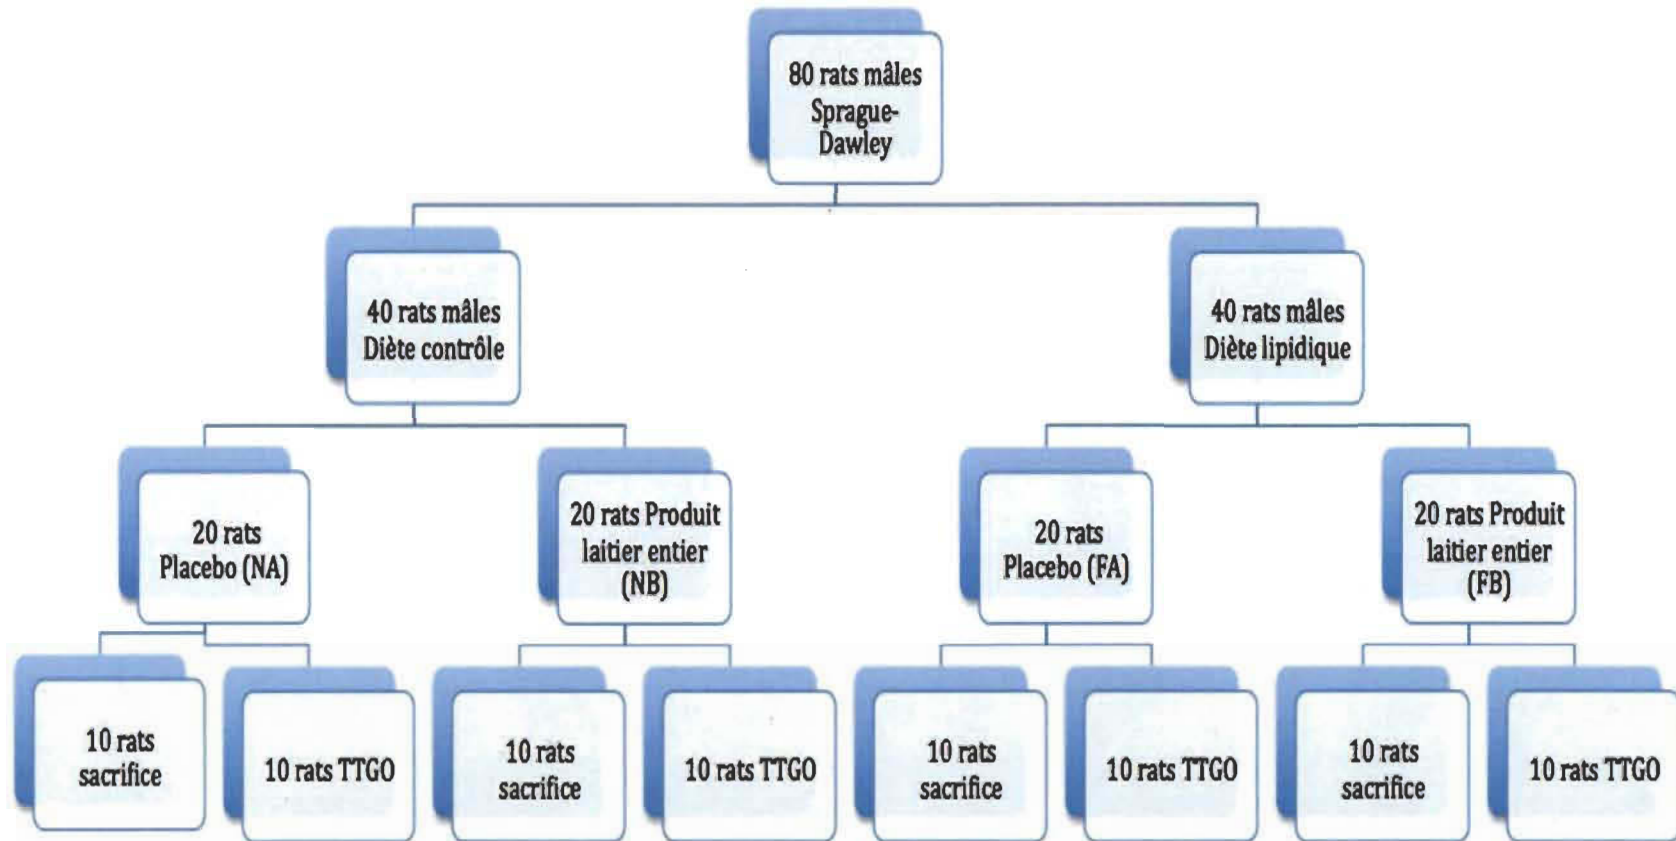 80 rats mâles
Sprague-
Dawley
40 rats mâles
Diète contrôle
40 rats mâles
Diète lipidique
20 rats
Placebo (NA)
20 rats Produit
laitier entier
(NB)
20 rats
Placebo (FA)
20 rats Produit
laitier entier
(FB)
10 rats
sacrifice
10 rats TTGO
10 rats
sacrifice
10 rats TTGO
10 rats
sacrifice
10 rats TTGO
10 rats
sacrifice
10 rats TTGO